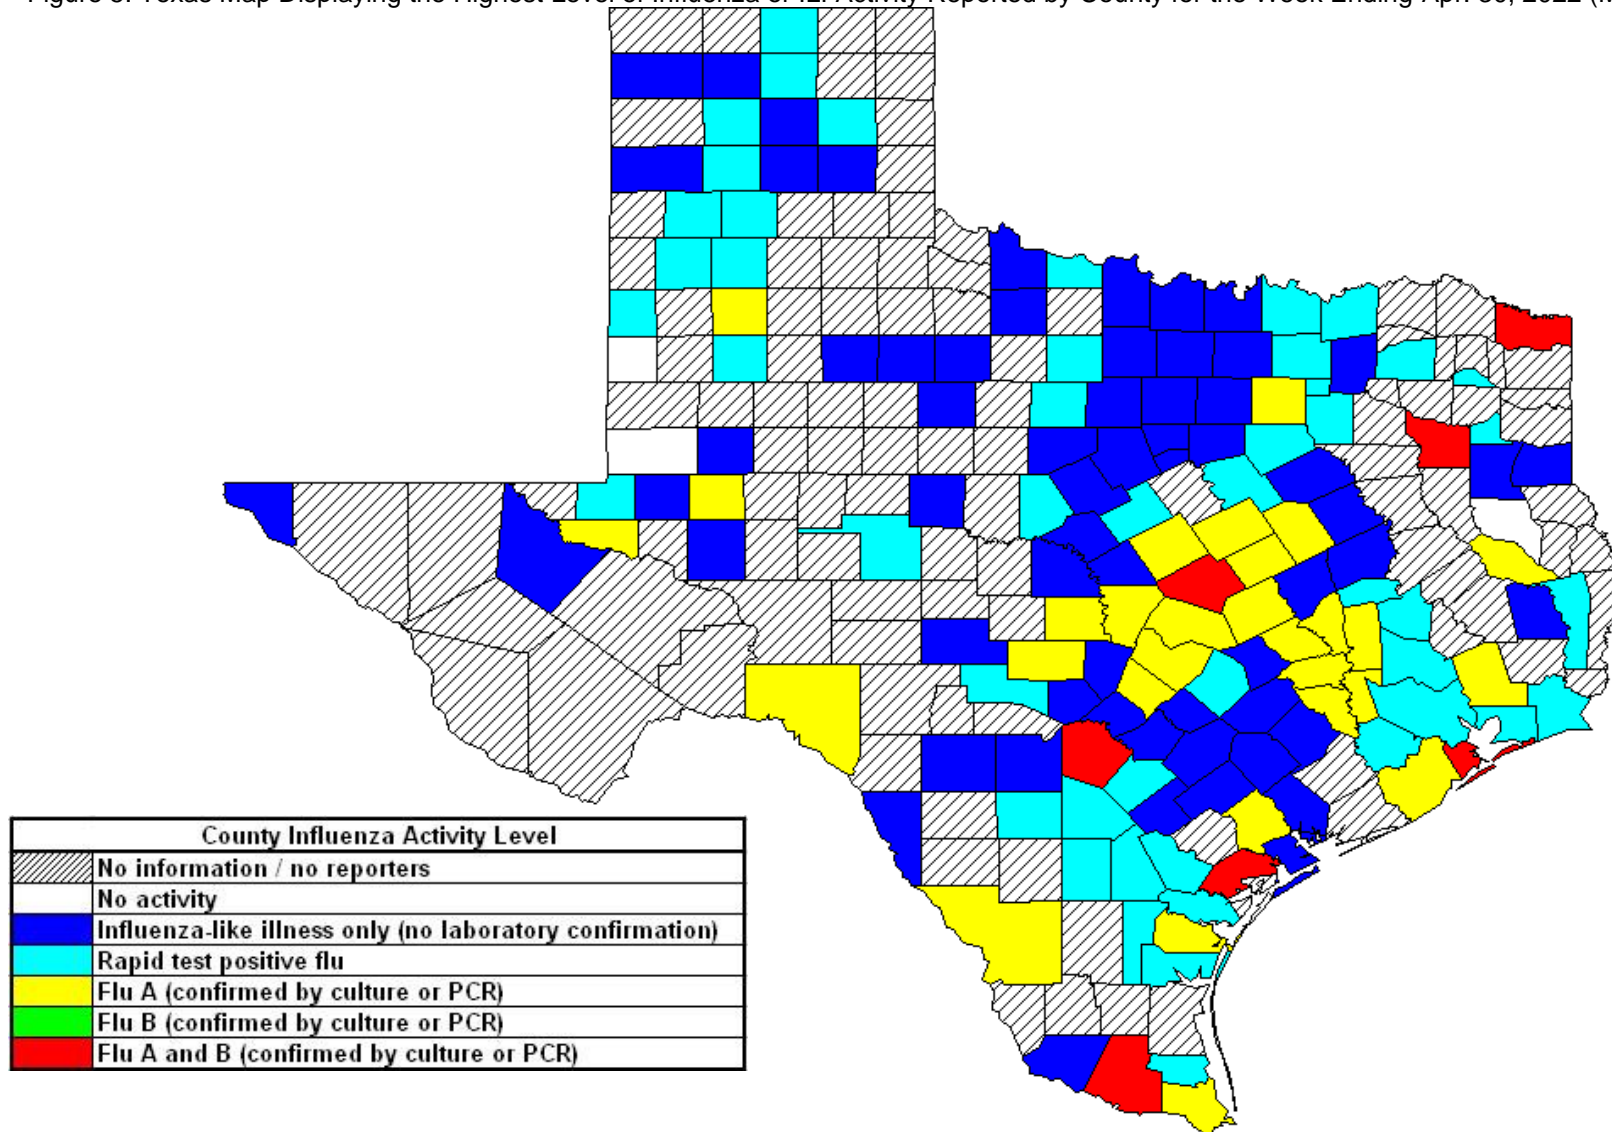 Figure 3. Texas Map Displaying the Highest Level of Influenza or ILI Activity Reported by County for the Week Ending Apr. 30, 2022
County Influenza Activity Level
No information / no reporters
No activity
Influenza-like illness only (no laboratory confirmation)
Rapid test positive flu
Flu A (confirmed by culture or PCR)
Flu B (confirmed by culture or PCR)
Flu A and B (confirmed by culture or PCR)